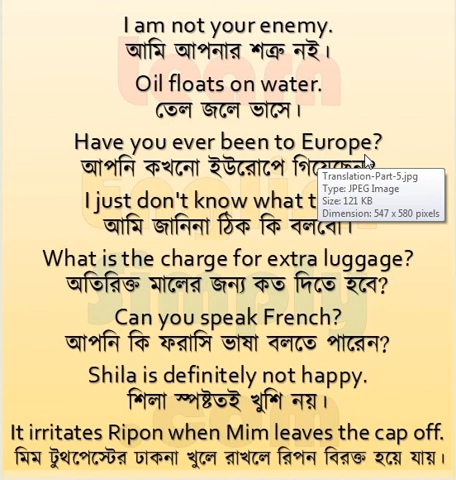 I am not your enemy.
আমি আপনার শত্রু নই।
Oil floats on water.
তেল জলে ভাসে।
Have you ever been to Europe?
আপনি কখনো ইউরোপে গিয়েছেন?
I just don't know what t
আমি জানিনা ঠিক কি বলবো।
What is the charge for extra luggage?
অতিরিক্ত মালের জন্য কত দিতে হবে?
Can you speak French?
আপনি কি ফরাসি ভাষা বলতে পারেন?
Shila is definitely not happy.
শিলা স্পষ্টতই খুশি নয়।
It irritates Ripon when Mim leaves the cap off.
মিম টুথপেস্টের ঢাকনা খুলে রাখলে রিপন বিরক্ত হয়ে যায়।
Translation-Part-5.jpg
Type: JPEG Image
Size: 121 KB
Dimension: 547 x 580 pixels
Learn
English
Simply
.com